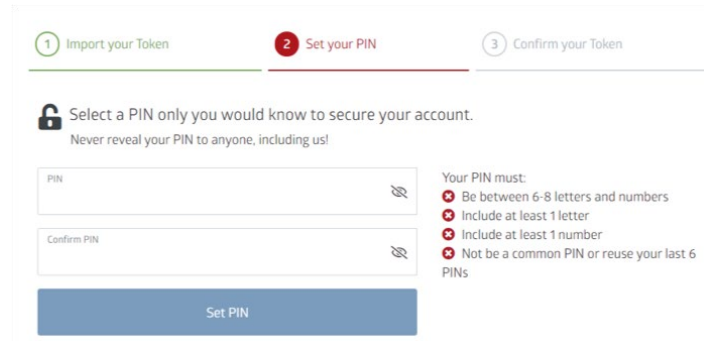 1 Import your Token
2 Set your PIN
3 Confirm your Token
Select a PIN only you would know to secure your account.
Never reveal your PIN to anyone, including us!
PIN
Confirm PIN
Set PIN
Your PIN must:
Be between 6-8 letters and numbers
Include at least 1 letter
Include at least 1 number
Not be a common PIN or reuse your last 6
PINs